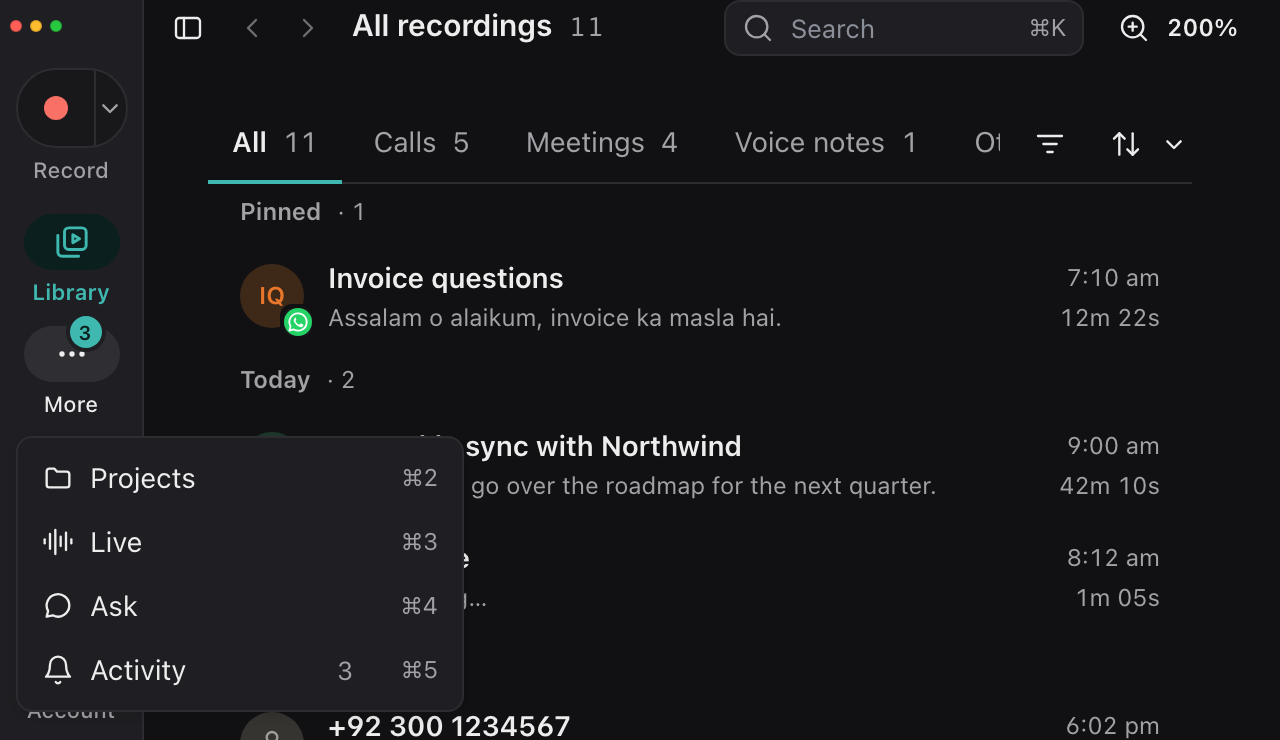 All recordings 11
Search ⌘K
200%
Record
Library
3
More
All 11
Calls 5
Meetings 4
Voice notes 1
Pinned · 1
IQ
Invoice questions
7:10 am
Assalam o alaikum, invoice ka masla hai.
12m 22s
Today · 2
sync with Northwind
9:00 am
go over the roadmap for the next quarter.
42m 10s
8:12 am
1m 05s
Projects ⌘2
Live ⌘3
Ask ⌘4
Activity 3 ⌘5
Account
+92 300 1234567
6:02 pm